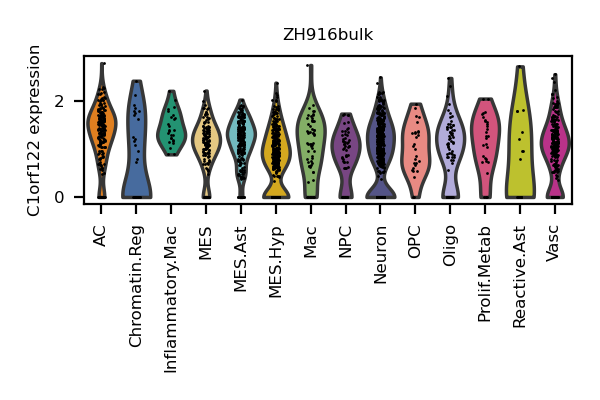 ZH916bulk
C1orf122 expression
2
0
AC
Chromatin.Reg
Inflammatory.Mac
MES
MES.Ast
MES.Hyp
Mac
NPC
Neuron
OPC
Oligo
Prolif.Metab
Reactive.Ast
Vasc